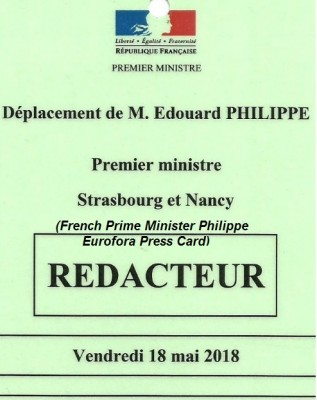 Liberté • Égalité • Fraternité
RÉPUBLIQUE FRANÇAISE
PREMIER MINISTRE
Déplacement de M. Edouard PHILIPPE
Premier ministre
Strasbourg et Nancy
(French Prime Minister Philippe
Eurofora Press Card)
REDACTEUR
Vendredi 18 mai 2018